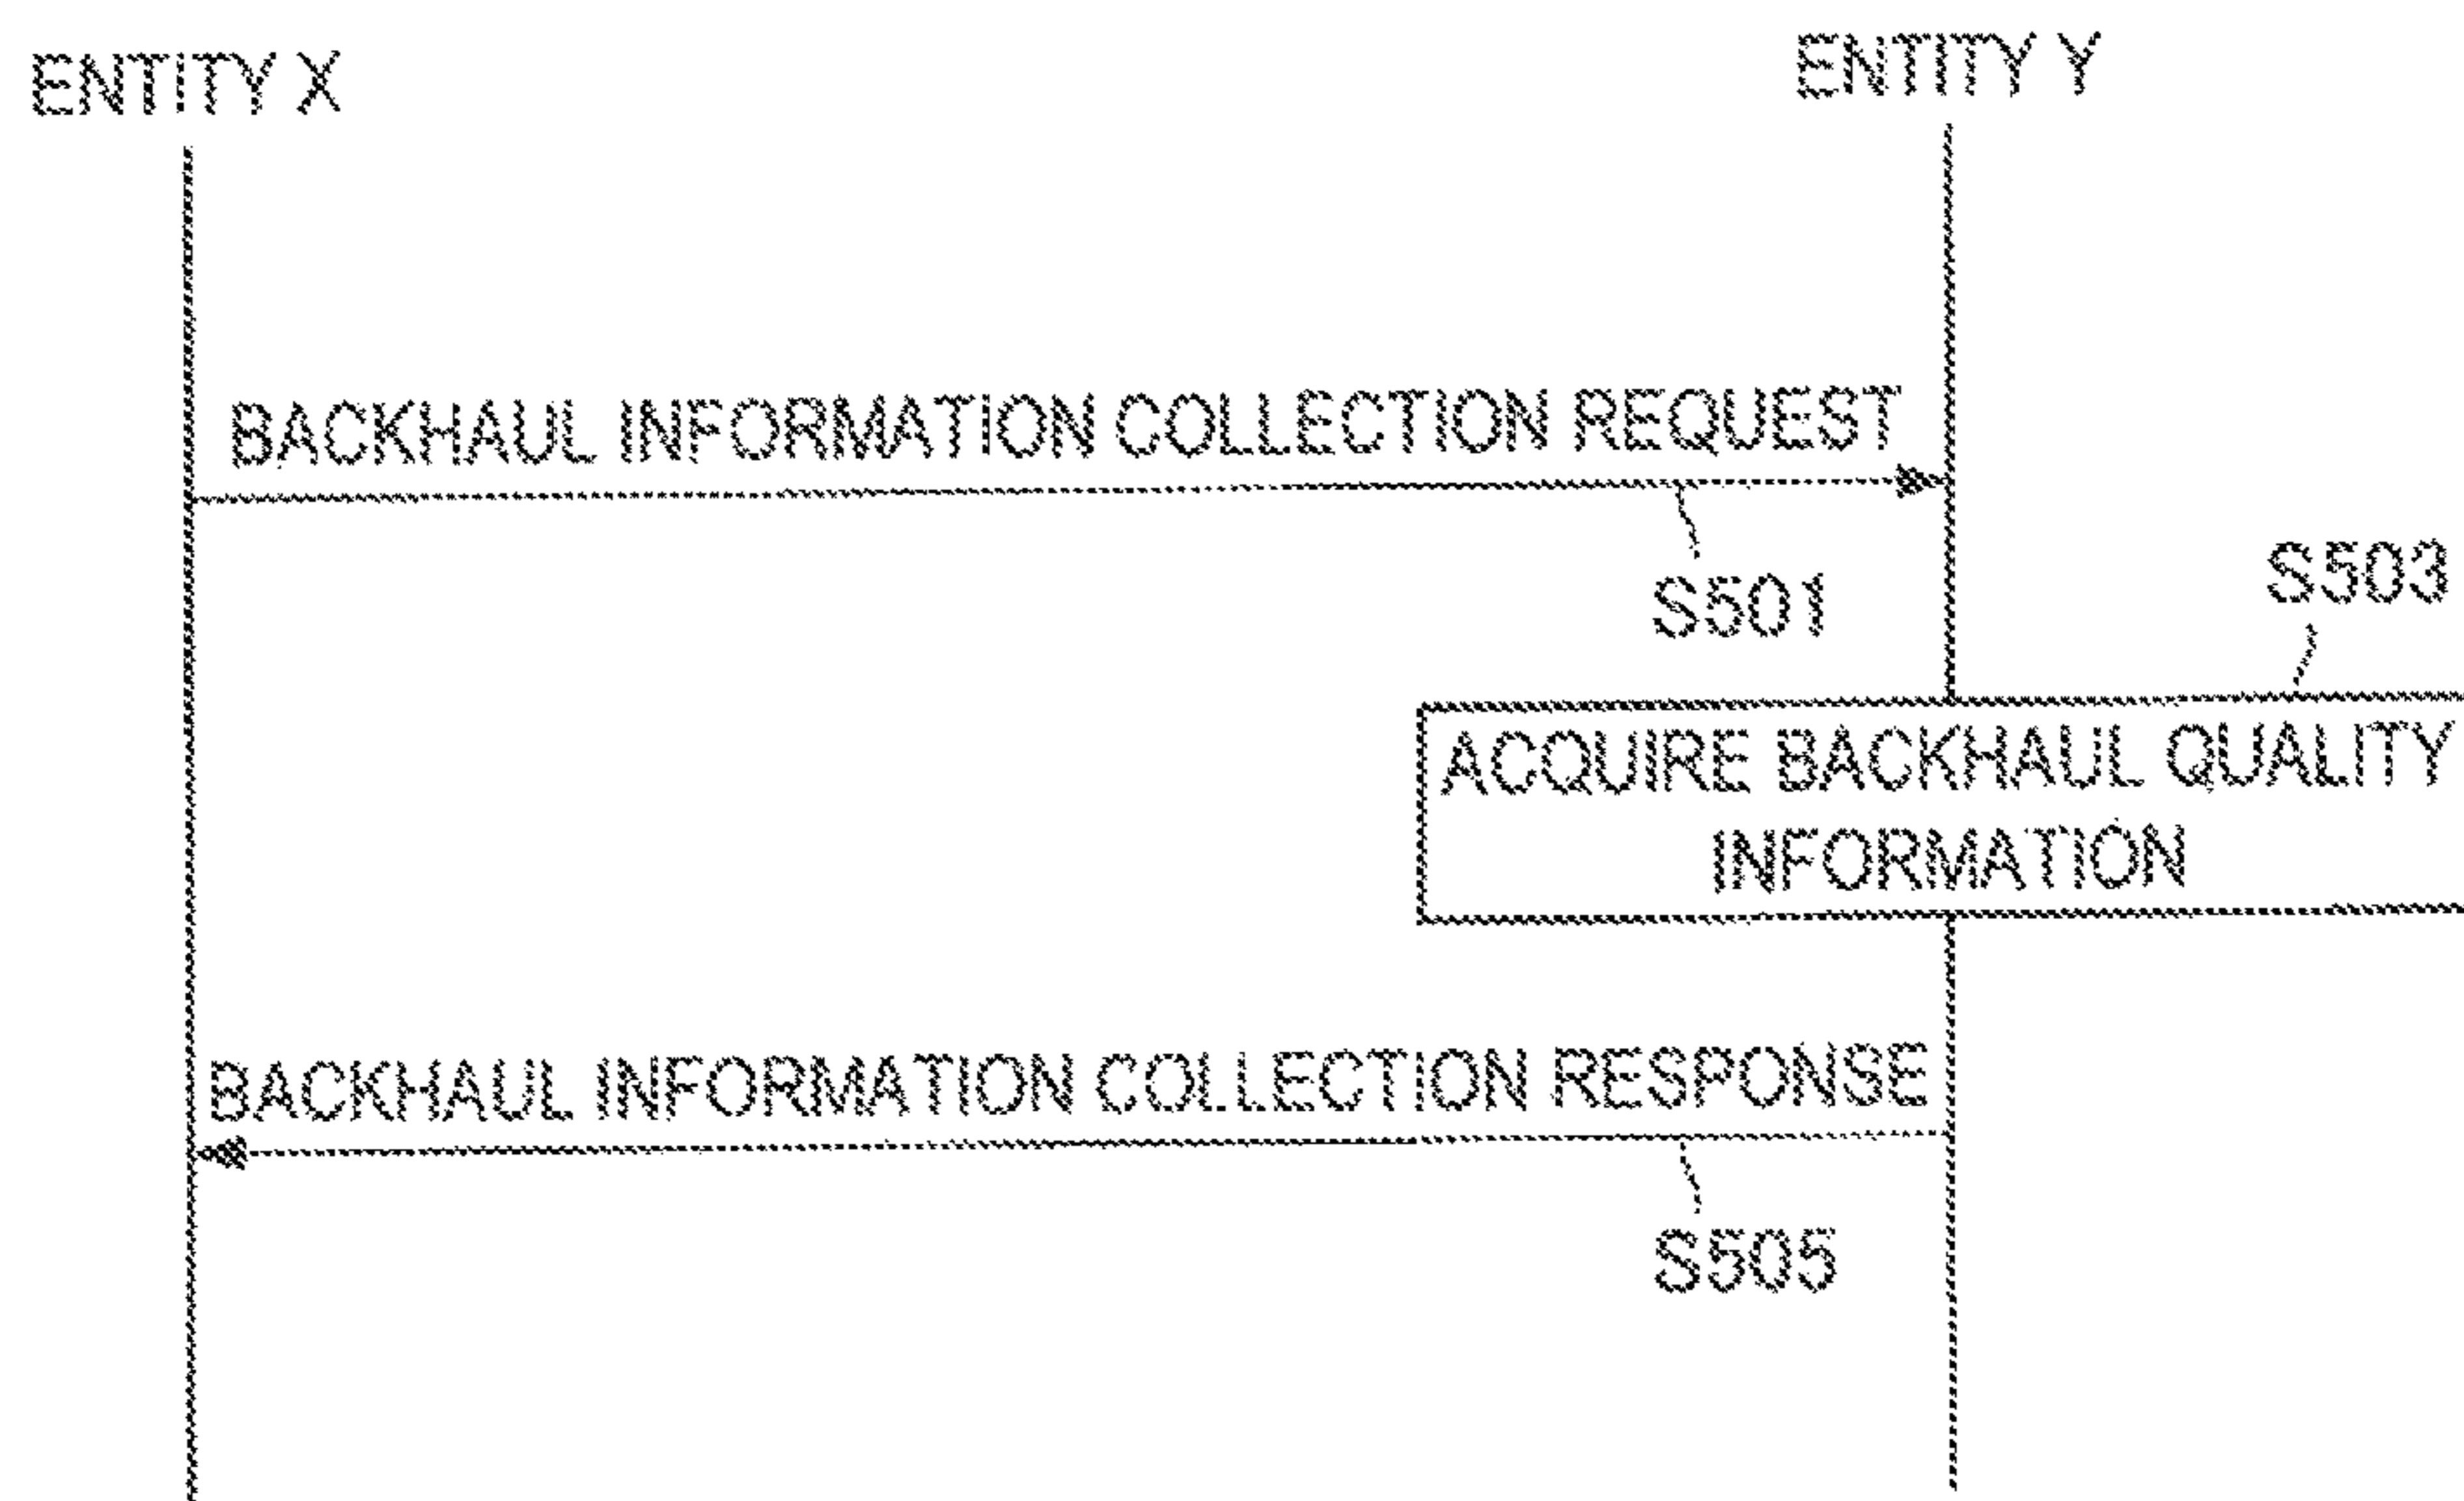 ENTITY X
ENTITY Y
BACKHAUL INFORMATION COLLECTION REQUEST
S501
S503
ACQUIRE BACKHAUL QUALITY
INFORMATION
BACKHAUL INFORMATION COLLECTION RESPONSE
S505